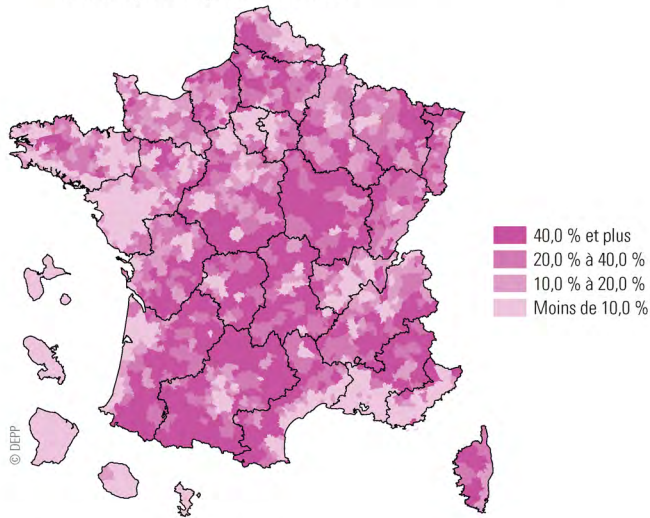 40,0 % et plus
20,0 % à 40,0 %
10,0 % à 20,0 %
Moins de 10,0 %
© DEPP